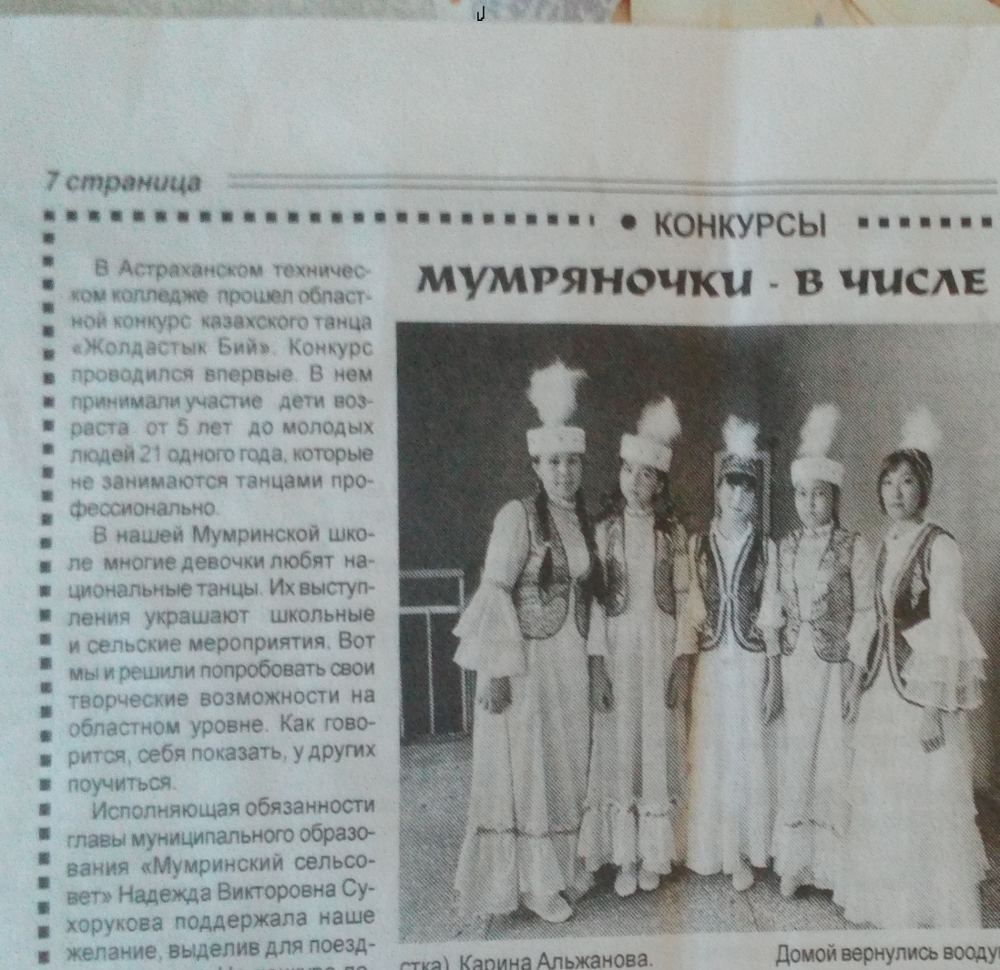 7 страница
• КОНКУРСЫ
МУМРЯНОЧКИ - В ЧИСЛЕ
В Астраханском техничес-
ком колледже прошел област-
ной конкурс казахского танца
«Жолдастык Бий». Конкурс
проводился впервые. В нем
принимали участие дети воз-
раста от 5 лет до молодых
людей 21 одного года, которые
не занимаются танцами про-
фессионально.
В нашей Мумринской шко-
ле многие девочки любят на-
циональные танцы. Их выступ-
ления украшают школьные
и сельские мероприятия. Вот
мы и решили попробовать свои
творческие возможности на
областном уровне. Как гово-
рится, себя показать, у других
поучиться.
Исполняющая обязанности
главы муниципального образо-
вания «Мумринский сельсо-
вет» Надежда Викторовна Су-
хорукова поддержала наше
желание, выделив для поезд-
стка), Карина Альжанова.
Домой вернулись вооду